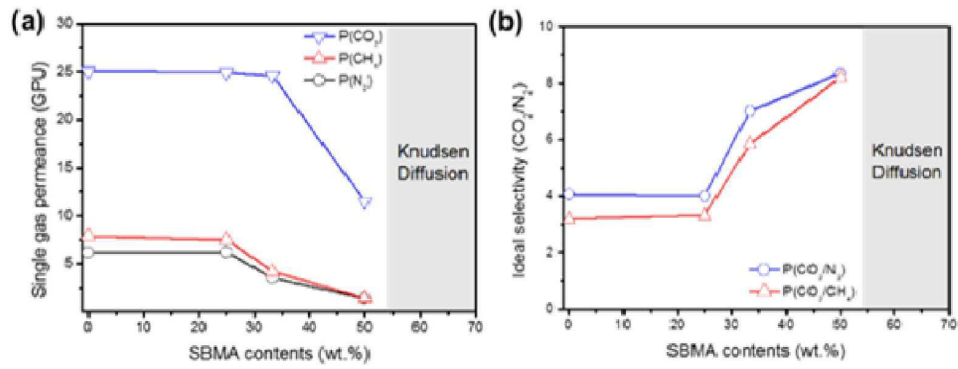 (a)
Single gas permeance (GPU)
30
25
20
15
10
5
P(CO₂)
P(CH₄)
P(N₂)
Knudsen
Diffusion
0 10 20 30 40 50 60 70
SBMA contents (wt.%)
(b)
Ideal selectivity (CO₂/N₂)
10
8
6
4
2
0
Knudsen
Diffusion
P(CO₂/N₂)
P(CO₂/CH₄)
0 10 20 30 40 50 60 70
SBMA contents (wt.%)